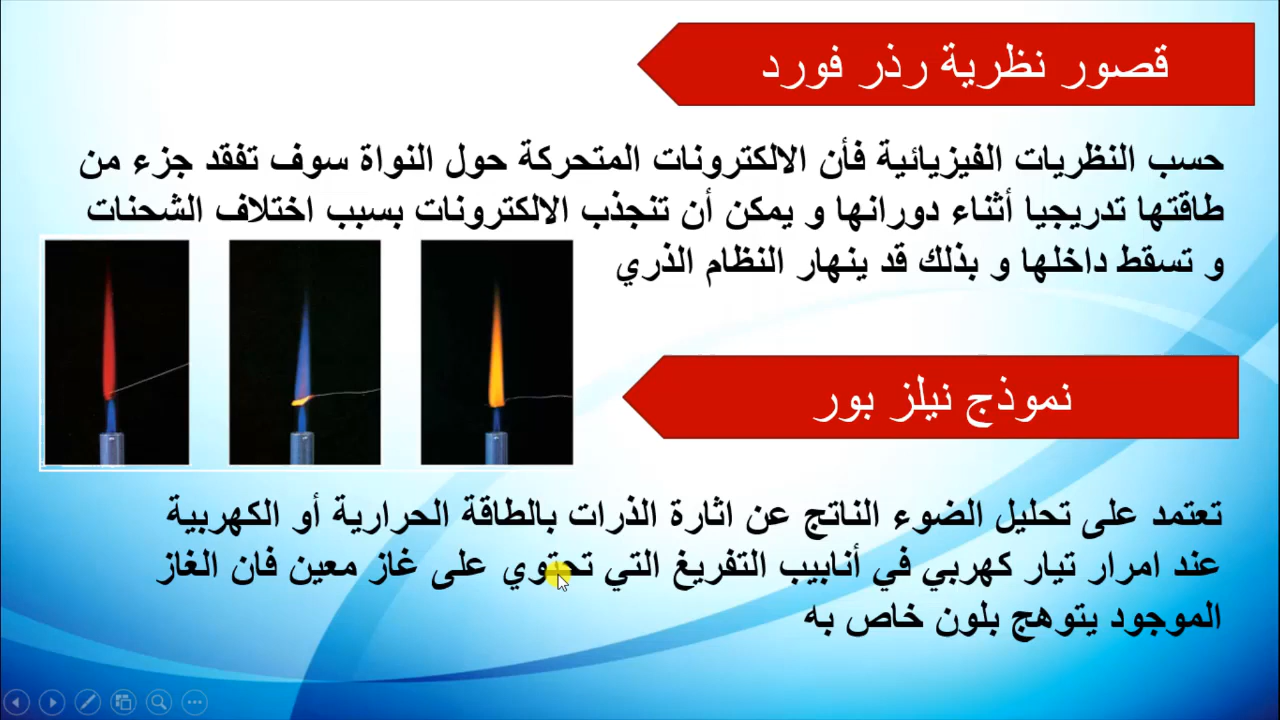 قصور نظرية رذر فورد
حسب النظريات الفيزيائية فأن الالكترونات المتحركة حول النواة سوف تفقد جزء من
طاقتها تدريجيا أثناء دورانها و يمكن أن تنجذب الالكترونات بسبب اختلاف الشحنات
و تسقط داخلها و بذلك قد ينهار النظام الذري
نموذج نيلز بور
تعتمد على تحليل الضوء الناتج عن اثارة الذرات بالطاقة الحرارية أو الكهربية
عند امرار تيار كهربي في أنابيب التفريغ التي تحتوي على غاز معين فان الغاز
الموجود يتوهج بلون خاص به